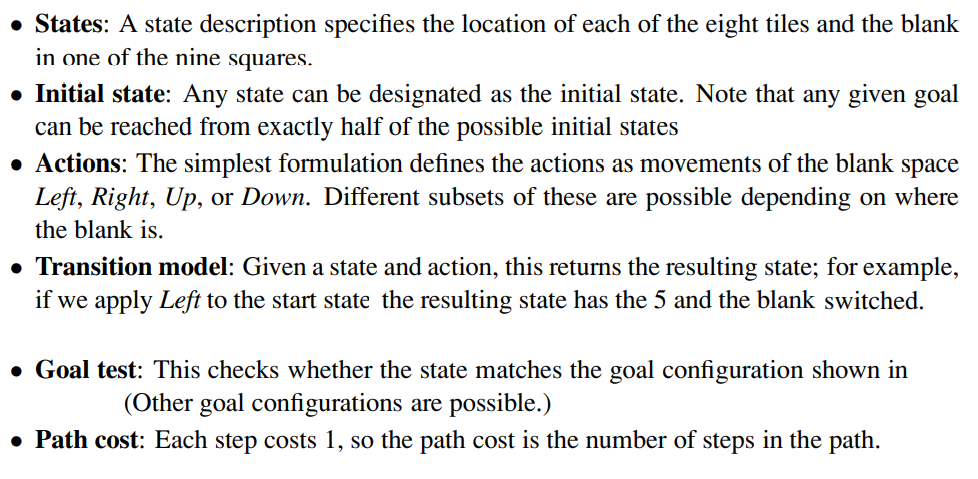 • States: A state description specifies the location of each of the eight tiles and the blank
in one of the nine squares.
• Initial state: Any state can be designated as the initial state. Note that any given goal
can be reached from exactly half of the possible initial states
• Actions: The simplest formulation defines the actions as movements of the blank space
Left, Right, Up, or Down. Different subsets of these are possible depending on where
the blank is.
• Transition model: Given a state and action, this returns the resulting state; for example,
if we apply Left to the start state the resulting state has the 5 and the blank switched.
• Goal test: This checks whether the state matches the goal configuration shown in
(Other goal configurations are possible.)
• Path cost: Each step costs 1, so the path cost is the number of steps in the path.